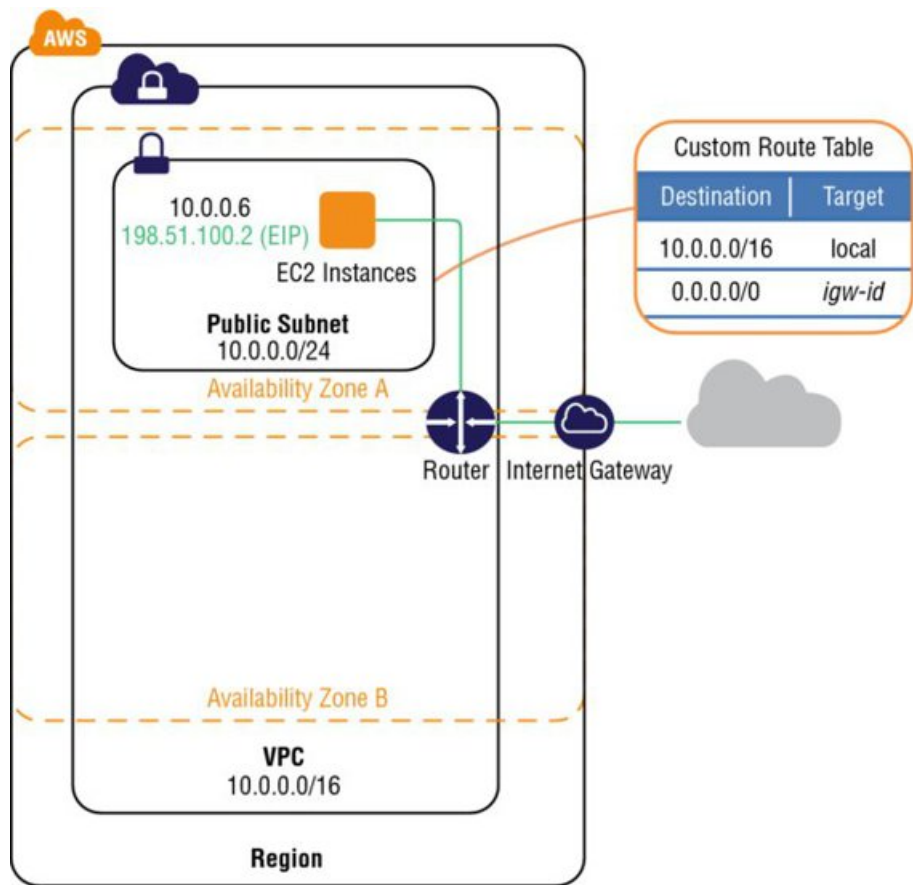 AWS
10.0.0.6
198.51.100.2 (EIP)
EC2 Instances
Public Subnet
10.0.0.0/24
Availability Zone A
Custom Route Table
Destination Target
10.0.0.0/16 local
0.0.0.0/0 igw-id
Router Internet Gateway
Availability Zone B
VPC
10.0.0.0/16
Region